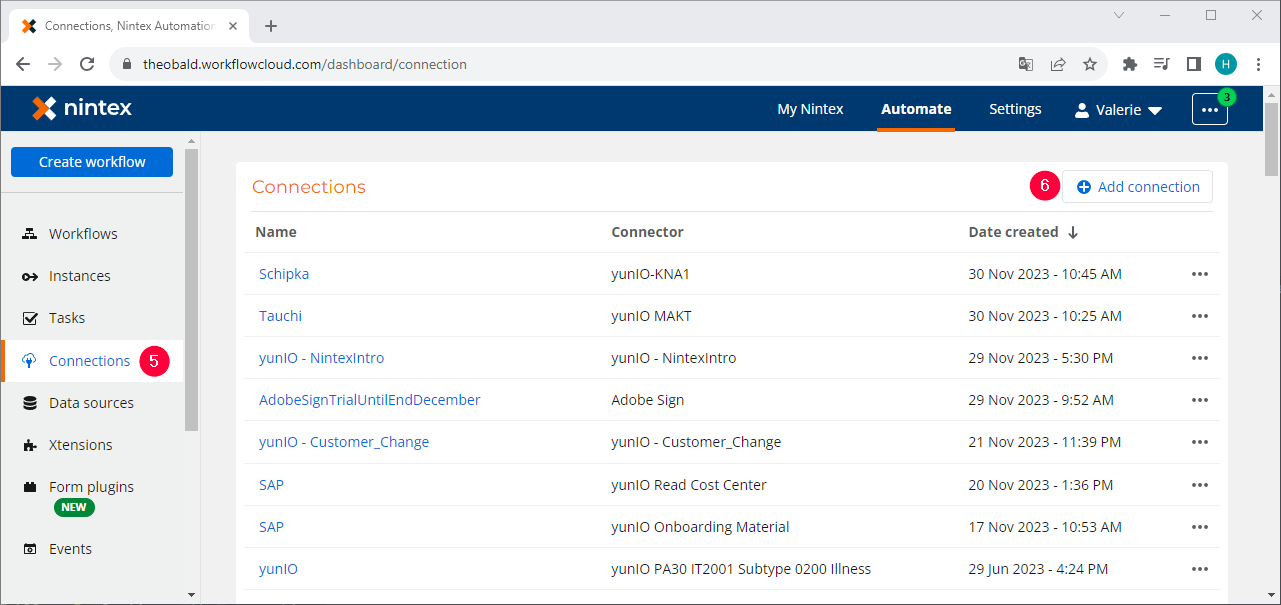 Connections, Nintex Automation
theobald.workflowcloud.com/dashboard/connection
H
nintex
My Nintex
Automate
Settings
Valerie
3
Create workflow
Workflows
Instances
Tasks
Connections
5
Data sources
Xtensions
Form plugins
NEW
Events
Connections
6
Add connection
Name Connector Date created
Schipka yunIO-KNA1 30 Nov 2023 - 10:45 AM
Tauchi yunIO MAKT 30 Nov 2023 - 10:25 AM
yunIO - NintexIntro yunIO - NintexIntro 29 Nov 2023 - 5:30 PM
AdobeSignTrialUntilEndDecember Adobe Sign 29 Nov 2023 - 9:52 AM
yunIO - Customer_Change yunIO - Customer_Change 21 Nov 2023 - 11:39 PM
SAP yunIO Read Cost Center 20 Nov 2023 - 1:36 PM
SAP yunIO Onboarding Material 17 Nov 2023 - 10:53 AM
yunIO yunIO PA30 IT2001 Subtype 0200 Illness 29 Jun 2023 - 4:24 PM